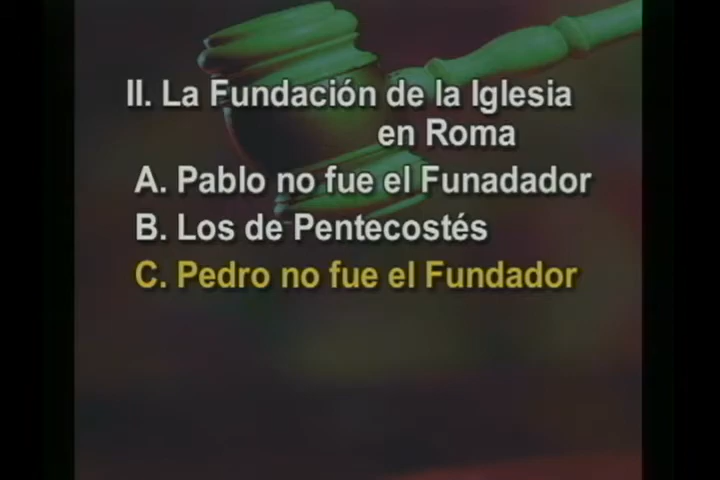 II. La Fundación de la Iglesia
en Roma
A. Pablo no fue el Funadador
B. Los de Pentecostés
C. Pedro no fue el Fundador